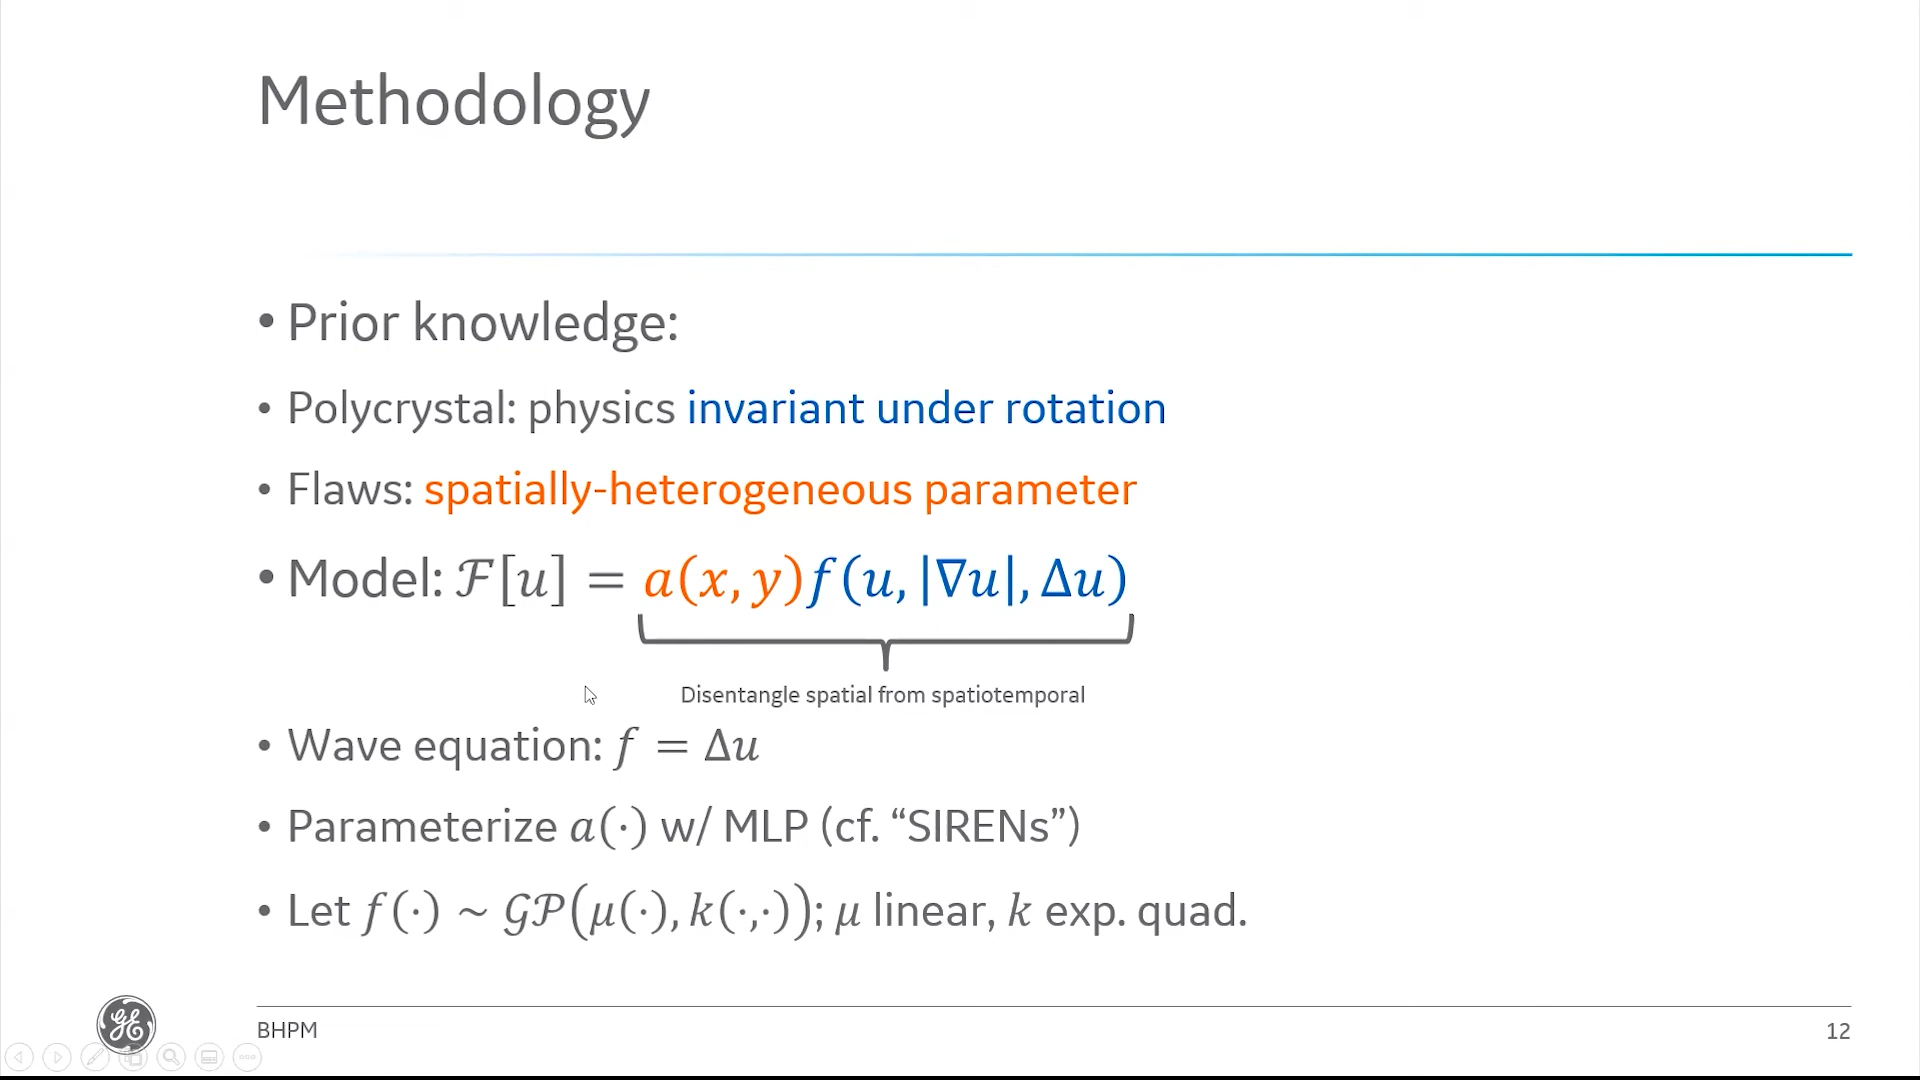 Methodology
• Prior knowledge:
• Polycrystal: physics invariant under rotation
• Flaws: spatially-heterogeneous parameter
• Model: ℱ[𝑢] = 𝑎(𝑥, 𝑦)𝑓(𝑢, |∇𝑢|, Δ𝑢)
Disentangle spatial from spatiotemporal
• Wave equation: 𝑓 = Δ𝑢
• Parameterize 𝑎(·) w/ MLP (cf. “SIRENs”)
• Let 𝑓(·) ~ 𝒢𝒫(𝜇(·), 𝑘(·,·)); 𝜇 linear, 𝑘 exp. quad.
GE
BHPM
12